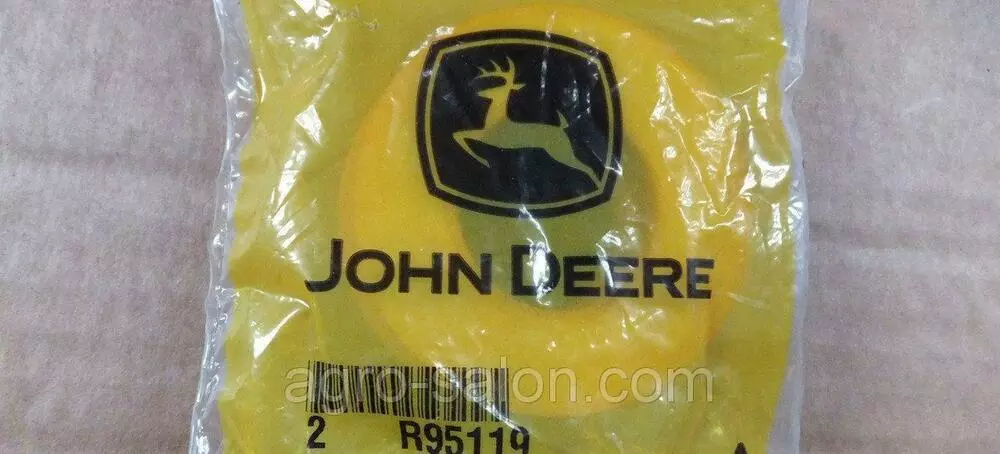 JOHN DEERE
agro-salon.com
2 R95119